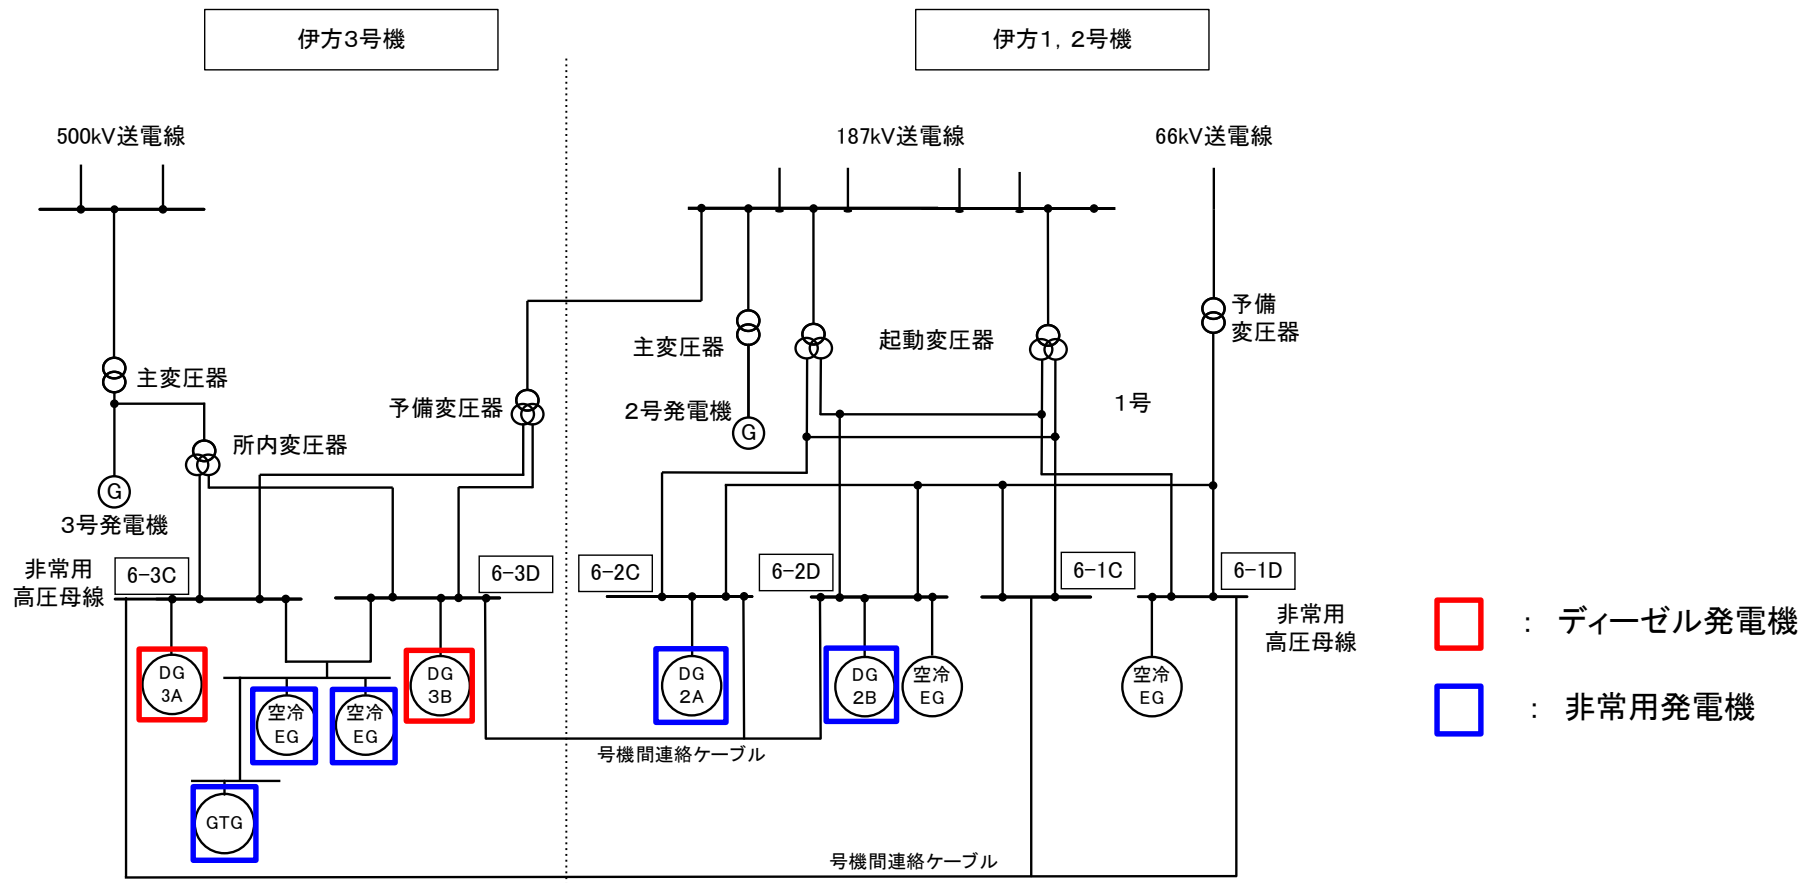 伊方３号機
伊方１，２号機
500kV送電線
187kV送電線
66kV送電線
予備
変圧器
主変圧器
起動変圧器
主変圧器
予備変圧器
２号発電機
１号
G
所内変圧器
G
３号発電機
非常用
高圧母線
6-3C
6-3D
6-2C
6-2D
6-1C
6-1D
非常用
高圧母線
DG
3A
空冷
EG
空冷
EG
DG
3B
DG
2A
DG
2B
空冷
EG
空冷
EG
：ディーゼル発電機
：非常用発電機
号機間連絡ケーブル
GTG
号機間連絡ケーブル